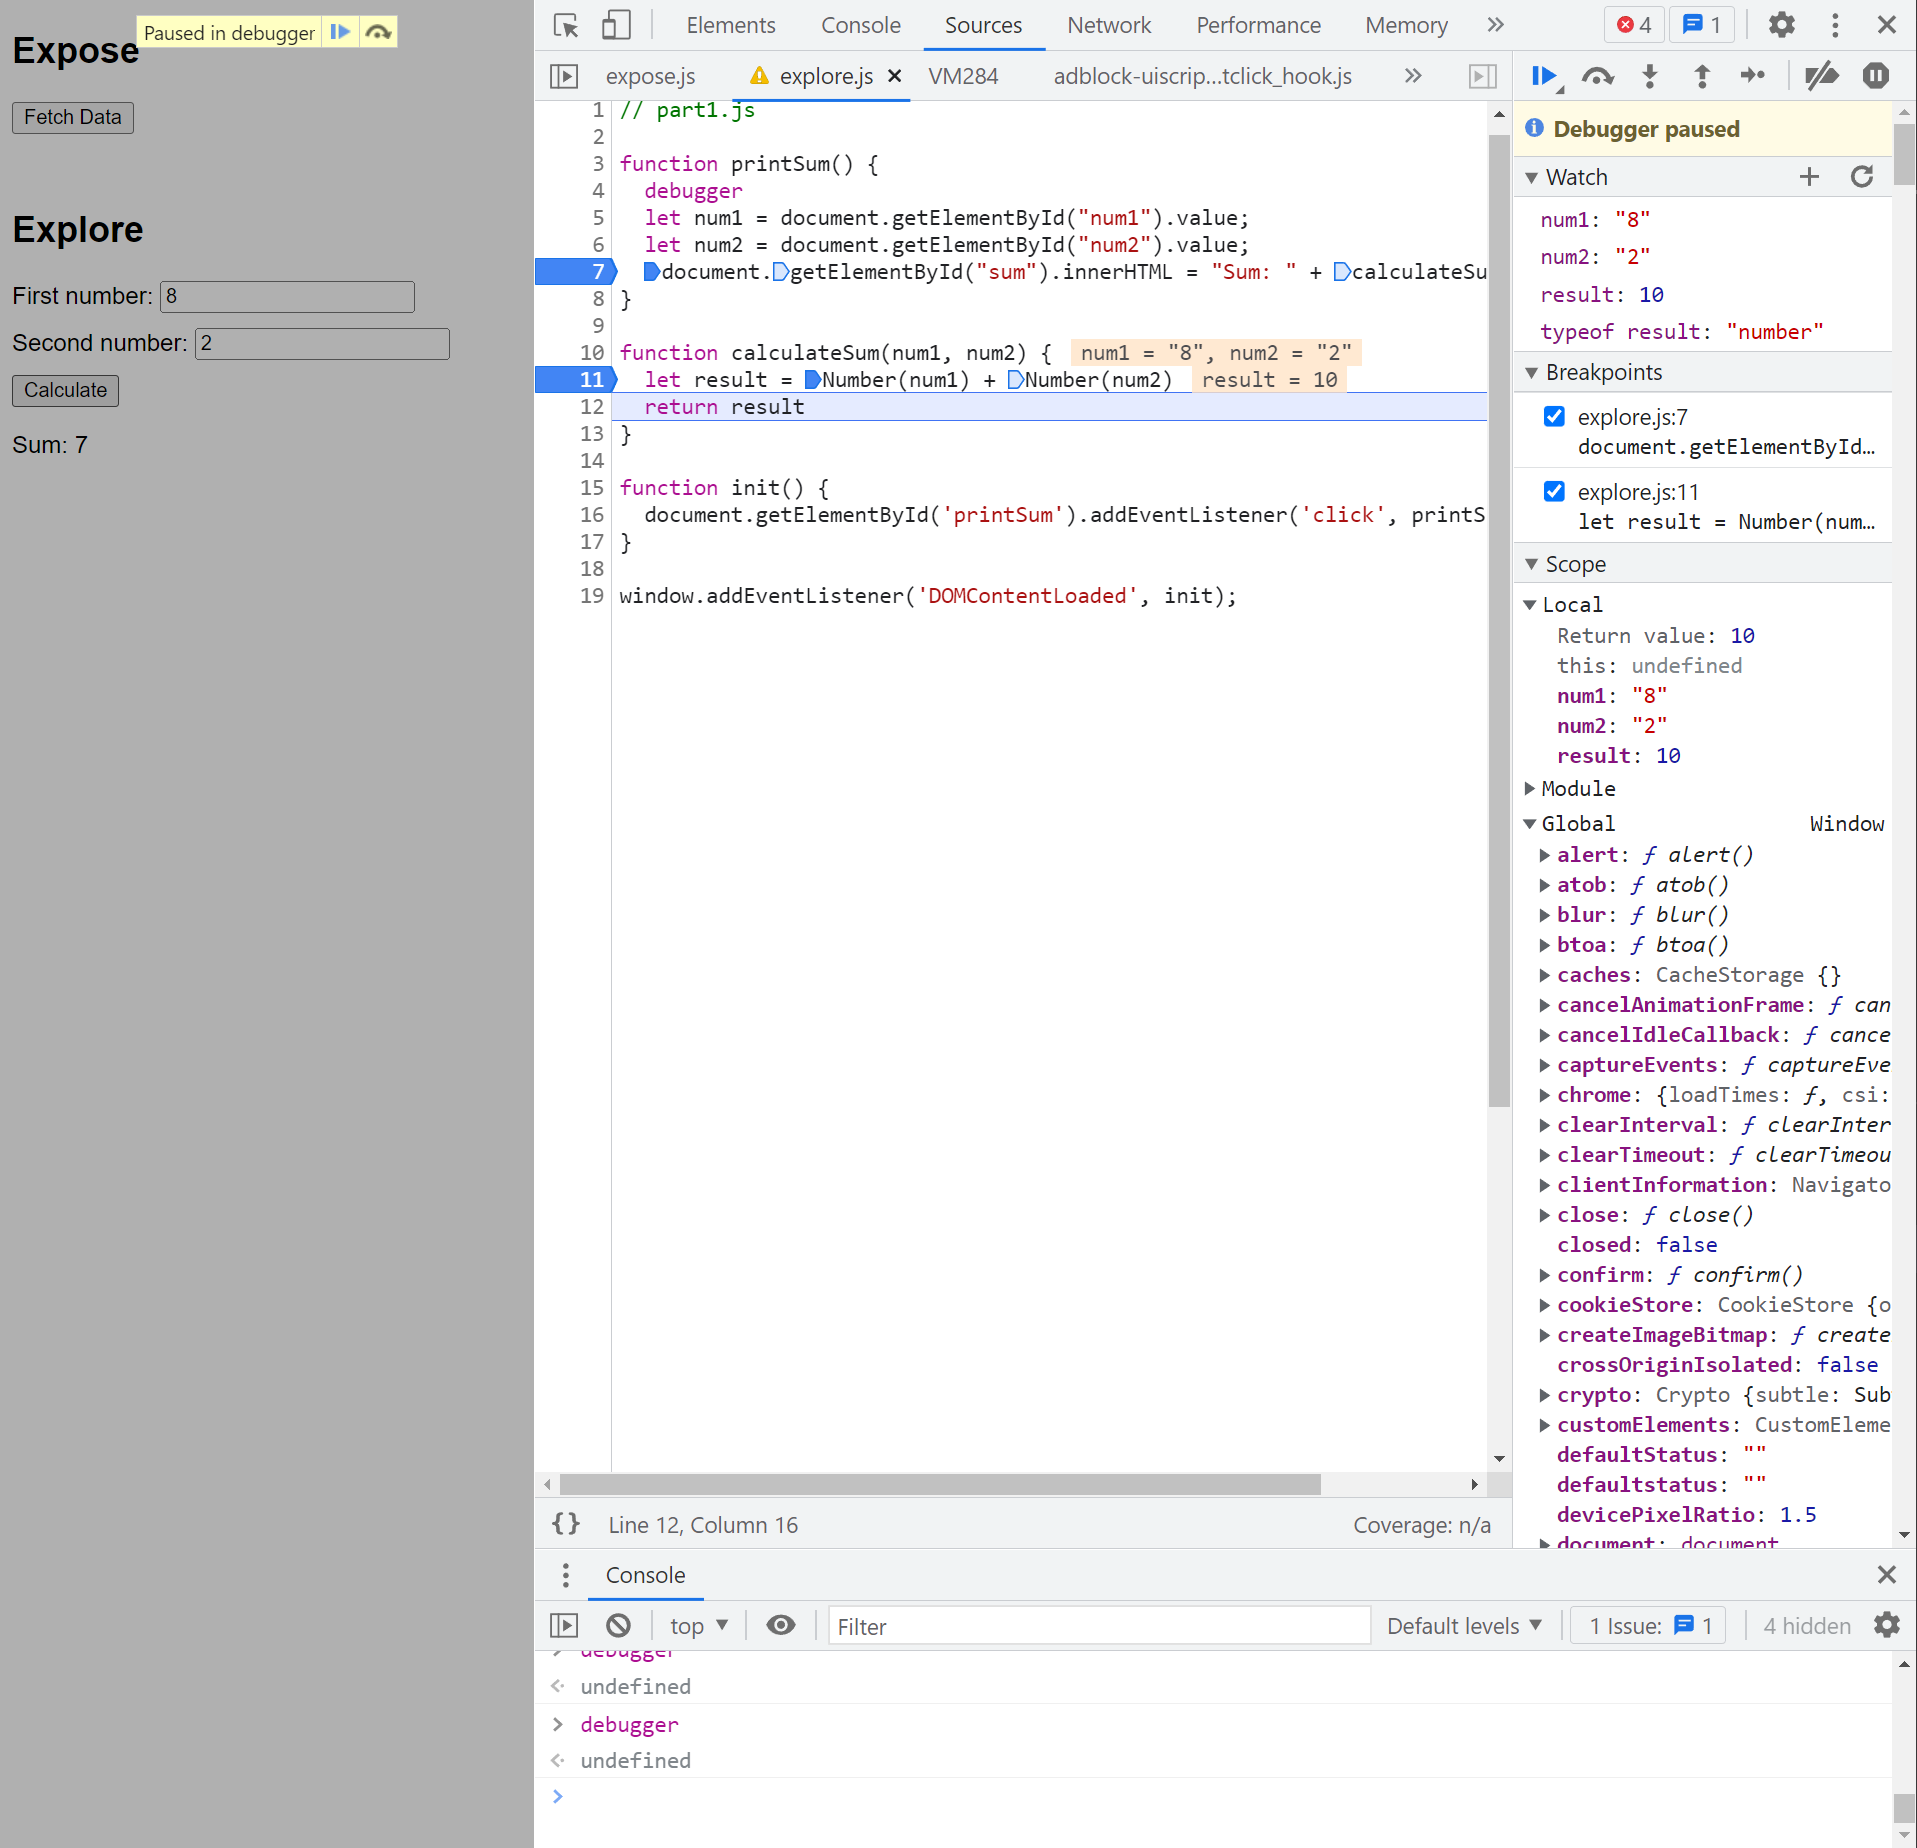 Expose
Paused in debugger
Fetch Data
Explore
First number: 8
Second number: 2
Calculate
Sum: 7
Elements Console Sources Network Performance Memory » 4 1
expose.js explore.js VM284 adblock-uiscrip…tclick_hook.js »
1 // part1.js
2
3 function printSum() {
4 debugger
5 let num1 = document.getElementById("num1").value;
6 let num2 = document.getElementById("num2").value;
7 document.getElementById("sum").innerHTML = "Sum: " + calculateSu
8 }
9
10 function calculateSum(num1, num2) { num1 = "8", num2 = "2"
11 let result = Number(num1) + Number(num2) result = 10
12 return result
13 }
14
15 function init() {
16 document.getElementById('printSum').addEventListener('click', printS
17 }
18
19 window.addEventListener('DOMContentLoaded', init);
{} Line 12, Column 16 Coverage: n/a
Debugger paused
Watch
num1: "8"
num2: "2"
result: 10
typeof result: "number"
Breakpoints
explore.js:7
document.getElementById…
explore.js:11
let result = Number(num…
Scope
Local
Return value: 10
this: undefined
num1: "8"
num2: "2"
result: 10
Module
Global Window
alert: ƒ alert()
atob: ƒ atob()
blur: ƒ blur()
btoa: ƒ btoa()
caches: CacheStorage {}
cancelAnimationFrame: ƒ can
cancelIdleCallback: ƒ cance
captureEvents: ƒ captureEve
chrome: {loadTimes: ƒ, csi:
clearInterval: ƒ clearInter
clearTimeout: ƒ clearTimeou
clientInformation: Navigato
close: ƒ close()
closed: false
confirm: ƒ confirm()
cookieStore: CookieStore {o
createImageBitmap: ƒ create
crossOriginIsolated: false
crypto: Crypto {subtle: Sub
customElements: CustomEleme
defaultStatus: ""
defaultstatus: ""
devicePixelRatio: 1.5
document: document
Console
top Filter Default levels 1 Issue: 1 4 hidden
debugger
undefined
debugger
undefined